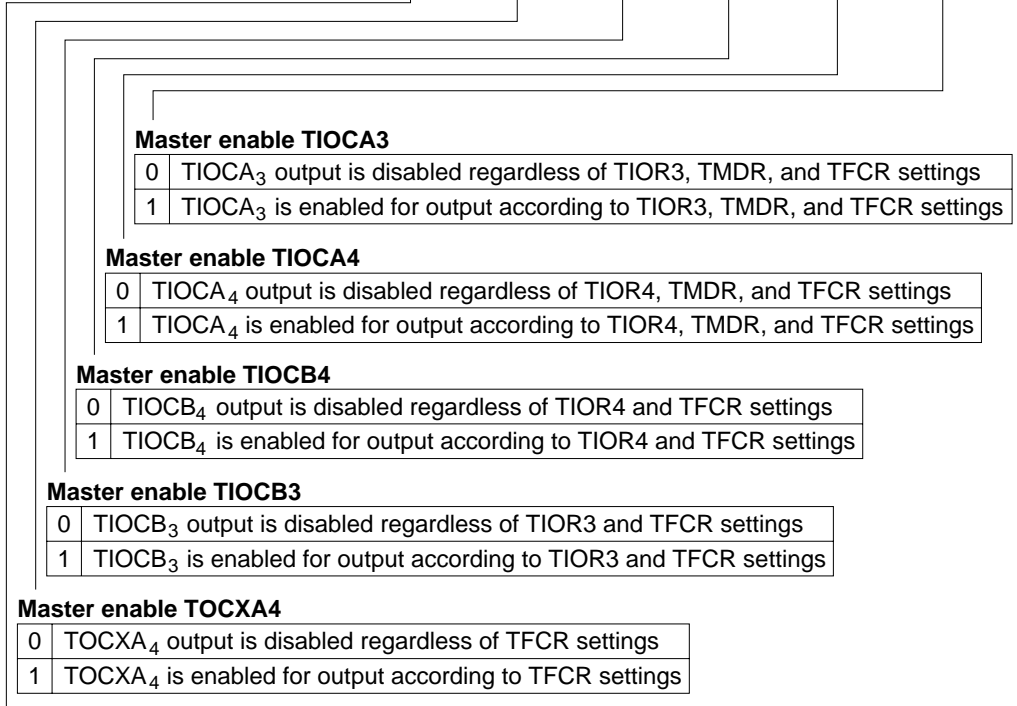 Master enable TIOCA3
0 TIOCA3 output is disabled regardless of TIOR3, TMDR, and TFCR settings
1 TIOCA3 is enabled for output according to TIOR3, TMDR, and TFCR settings
Master enable TIOCA4
0 TIOCA4 output is disabled regardless of TIOR4, TMDR, and TFCR settings
1 TIOCA4 is enabled for output according to TIOR4, TMDR, and TFCR settings
Master enable TIOCB4
0 TIOCB4 output is disabled regardless of TIOR4 and TFCR settings
1 TIOCB4 is enabled for output according to TIOR4 and TFCR settings
Master enable TIOCB3
0 TIOCB3 output is disabled regardless of TIOR3 and TFCR settings
1 TIOCB3 is enabled for output according to TIOR3 and TFCR settings
Master enable TOCXA4
0 TOCXA4 output is disabled regardless of TFCR settings
1 TOCXA4 is enabled for output according to TFCR settings